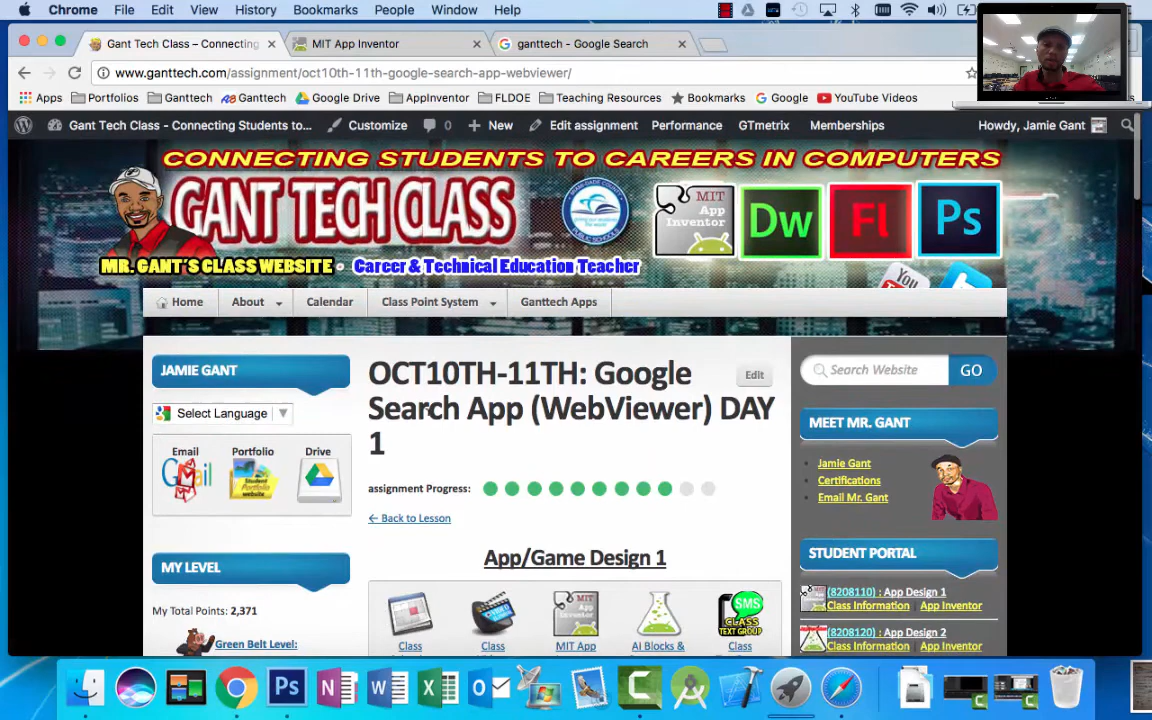 Chrome File Edit View History Bookmarks People Window Help
Gant Tech Class – Connecting
MIT App Inventor
ganttech - Google Search
www.ganttech.com/assignment/oct10th-11th-google-search-app-webviewer/
Apps Portfolios Ganttech Ganttech Google Drive AppInventor FLDOE Teaching Resources Bookmarks Google YouTube Videos
Gant Tech Class - Connecting Students to... Customize 0 New Edit assignment Performance GTmetrix Memberships Howdy, Jamie Gant
CONNECTING STUDENTS TO CAREERS IN COMPUTERS
GANT TECH CLASS
MIT App Inventor
Dw
Fl
Ps
MR. GANT'S CLASS WEBSITE
Career & Technical Education Teacher
You
Home About Calendar Class Point System Ganttech Apps
JAMIE GANT
Select Language
Email Portfolio Drive
Gmail
MY LEVEL
My Total Points: 2,371
Green Belt Level:
OCT10TH-11TH: Google
Search App (WebViewer) DAY
1
Edit
assignment Progress:
← Back to Lesson
App/Game Design 1
SMS
CLASS
TEXT GROUP
Class
Class
MIT App
AI Blocks &
Class
Search Website GO
MEET MR. GANT
Jamie Gant
Certifications
Email Mr. Gant
STUDENT PORTAL
(8208110) : App Design 1
Class Information | App Inventor
(8208120) : App Design 2
Class Information | App Inventor
Ps